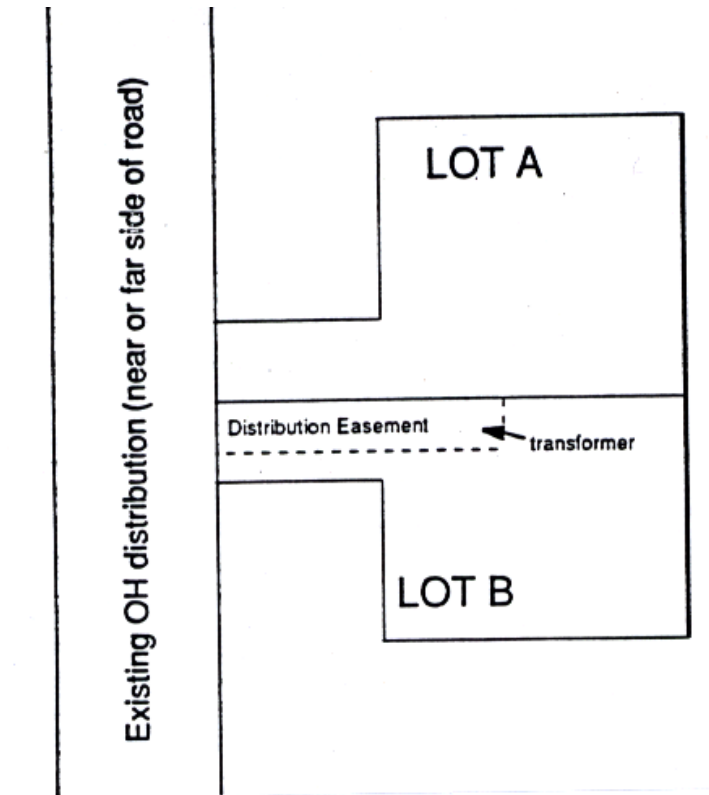 Existing OH distribution (near or far side of road)
LOT A
Distribution Easement
transformer
LOT B